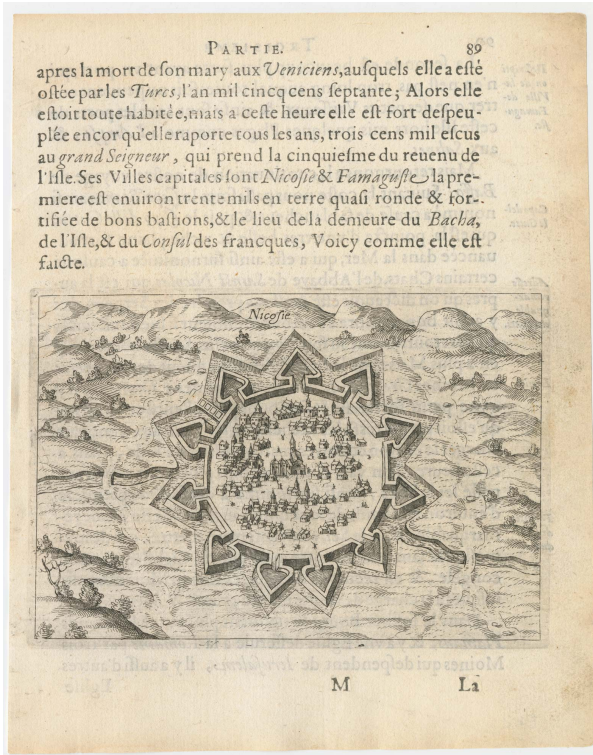 PARTIE. 89
apres la mort de ſon mary aux Veniciens, auſquels elle a eſté
oſtée par les Turcs, l'an mil cincq cens ſeptante; Alors elle
eſtoit toute habitée, mais a ceſte heure elle eſt fort deſpeu-
plée encor qu'elle raporte tous les ans, trois cens mil eſcus
au grand Seigneur, qui prend la cinquieſme du reuenu de
l'Iſle. Ses Villes capitales ſont Nicoſie & Famaguſte la pre-
miere eſt enuiron trente mils en terre quaſi ronde & for-
tifiée de bons baſtions, & le lieu de la demeure du Bacha,
de l'Iſle, & du Conſul des francques, Voicy comme elle eſt
faicte.
Nicoſie
M La